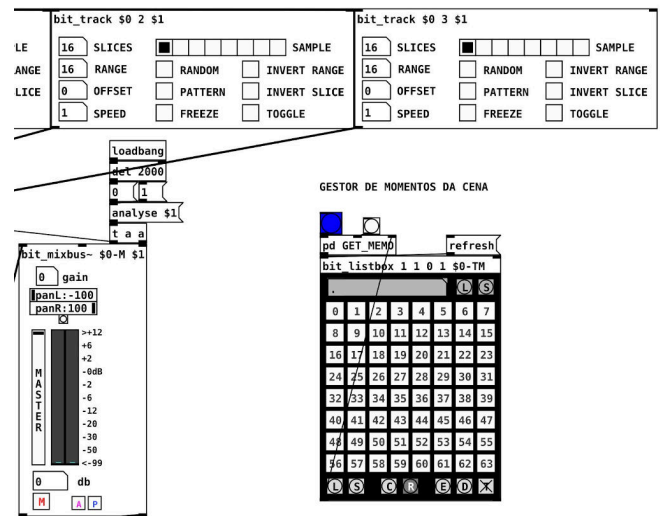 bit_track $0 2 $1
bit_track $0 3 $1
LE
16 SLICES
SAMPLE
16 SLICES
SAMPLE
ANGE
16 RANGE
RANDOM
INVERT RANGE
16 RANGE
RANDOM
INVERT RANGE
LICE
0 OFFSET
PATTERN
INVERT SLICE
0 OFFSET
PATTERN
INVERT SLICE
1 SPEED
FREEZE
TOGGLE
1 SPEED
FREEZE
TOGGLE
loadbang
del 2000
0 1
analyse $1
t a a
GESTOR DE MOMENTOS DA CENA
pd GET_MEMO
refresh
bit_mixbus~ $0-M $1
0 gain
panL:-100
panR:100
MASTER
>+12
+6
+2
-0dB
-2
-6
-12
-20
-30
-50
<-99
0 db
M A P
bit_listbox 1 1 0 1 $0-TM
. L S
0 1 2 3 4 5 6 7
8 9 10 11 12 13 14 15
16 17 18 19 20 21 22 23
24 25 26 27 28 29 30 31
32 33 34 35 36 37 38 39
40 41 42 43 44 45 46 47
48 49 50 51 52 53 54 55
56 57 58 59 60 61 62 63
L S C R E D X